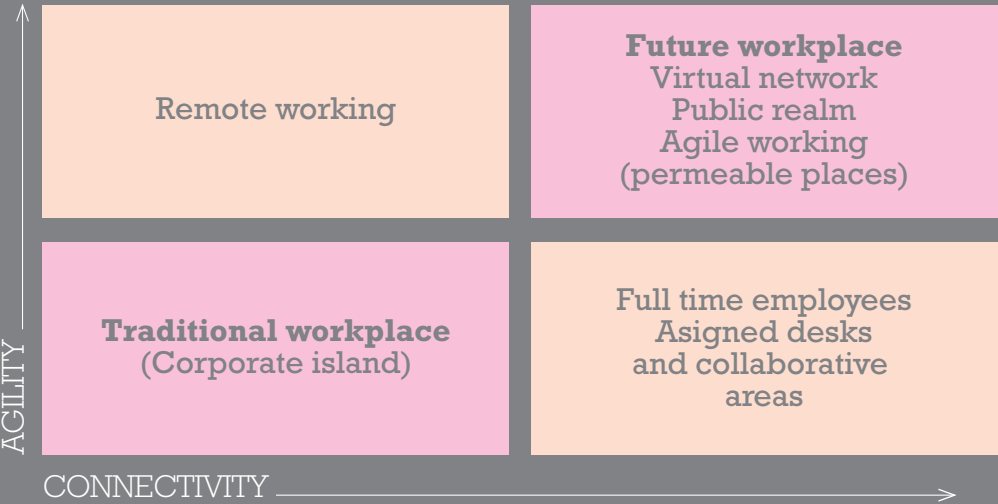 Remote working
Future workplace
Virtual network
Public realm
Agile working
(permeable places)
Traditional workplace
(Corporate island)
Full time employees
Asigned desks
and collaborative
areas
AGILITY
CONNECTIVITY